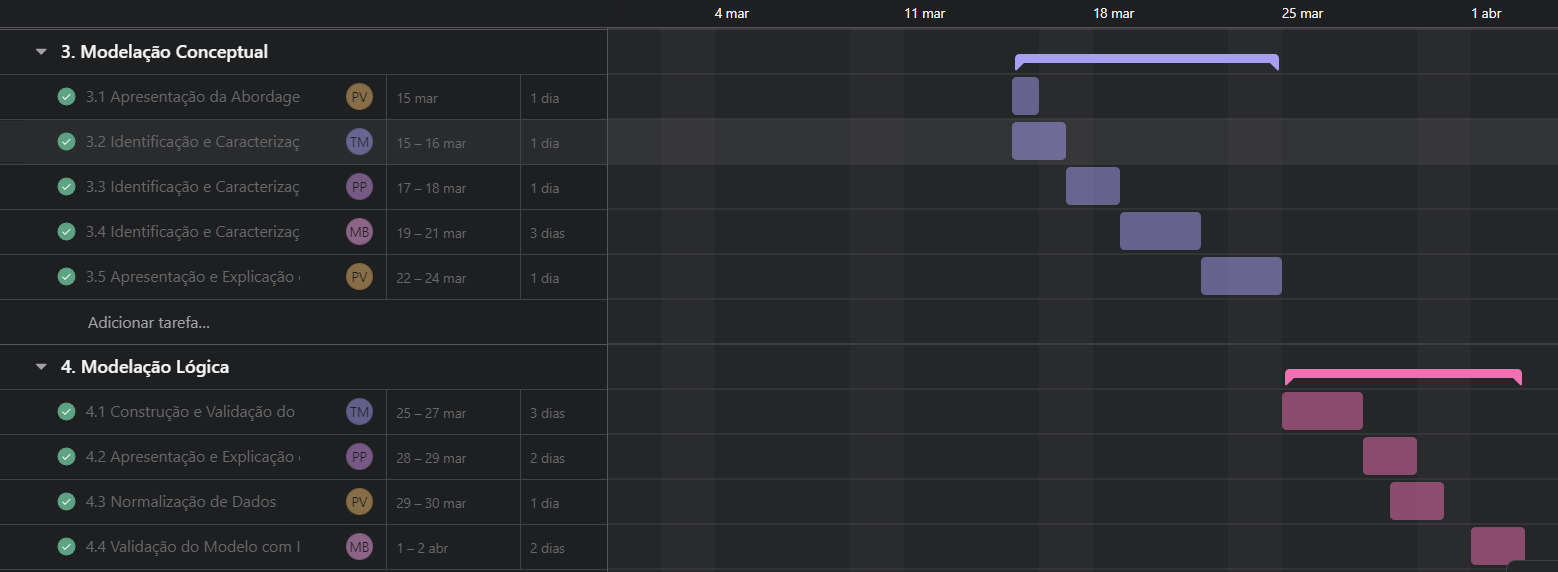 4 mar 11 mar 18 mar 25 mar 1 abr
3. Modelação Conceptual
3.1 Apresentação da Abordage PV 15 mar 1 dia
3.2 Identificação e Caracterizaç TM 15 – 16 mar 1 dia
3.3 Identificação e Caracterizaç PP 17 – 18 mar 1 dia
3.4 Identificação e Caracterizaç MB 19 – 21 mar 3 dias
3.5 Apresentação e Explicação PV 22 – 24 mar 1 dia
Adicionar tarefa...
4. Modelação Lógica
4.1 Construção e Validação do TM 25 – 27 mar 3 dias
4.2 Apresentação e Explicação PP 28 – 29 mar 2 dias
4.3 Normalização de Dados PV 29 – 30 mar 1 dia
4.4 Validação do Modelo com MB 1 – 2 abr 2 dias